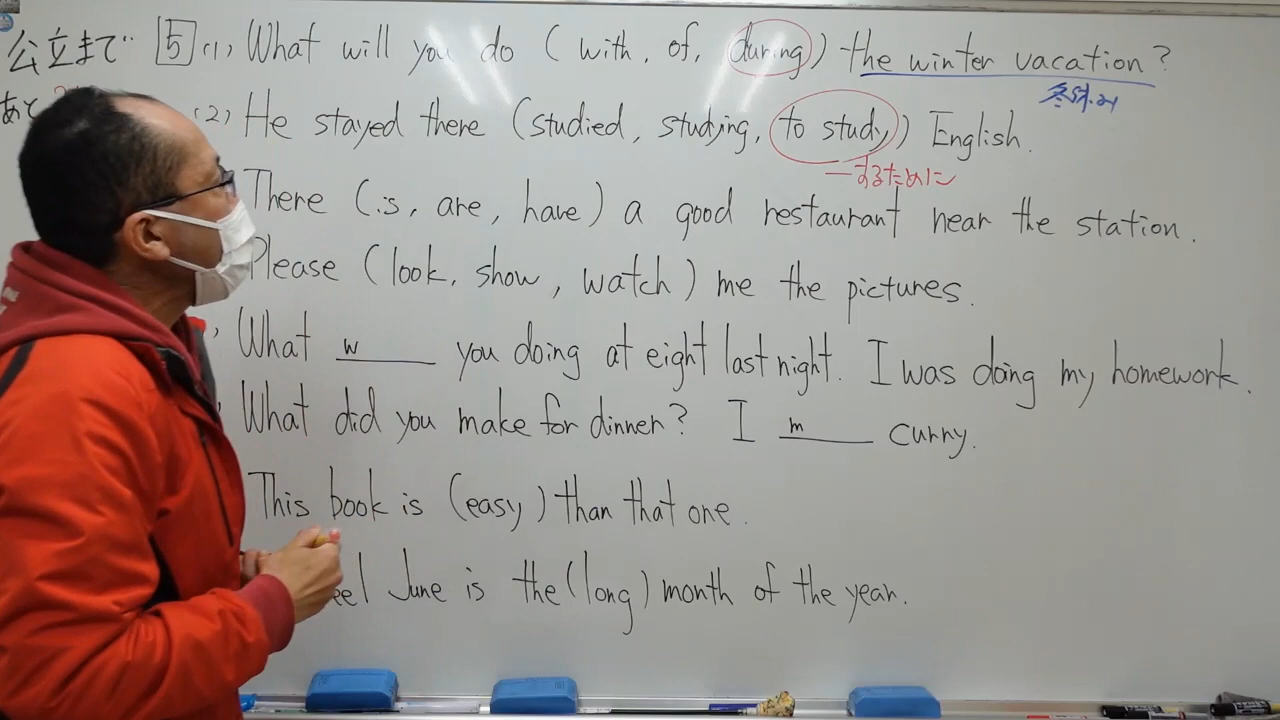 公立まで 5 (1) What will you do (with, of, during) the winter vacation?
冬休み
あと (2) He stayed there (studied, studying, to study) English.
―するために
There (is, are, have) a good restaurant near the station.
Please (look, show, watch) me the pictures.
What w you doing at eight last night. I was doing my homework.
What did you make for dinner? I m curry.
This book is (easy) than that one.
eel June is the (long) month of the year.